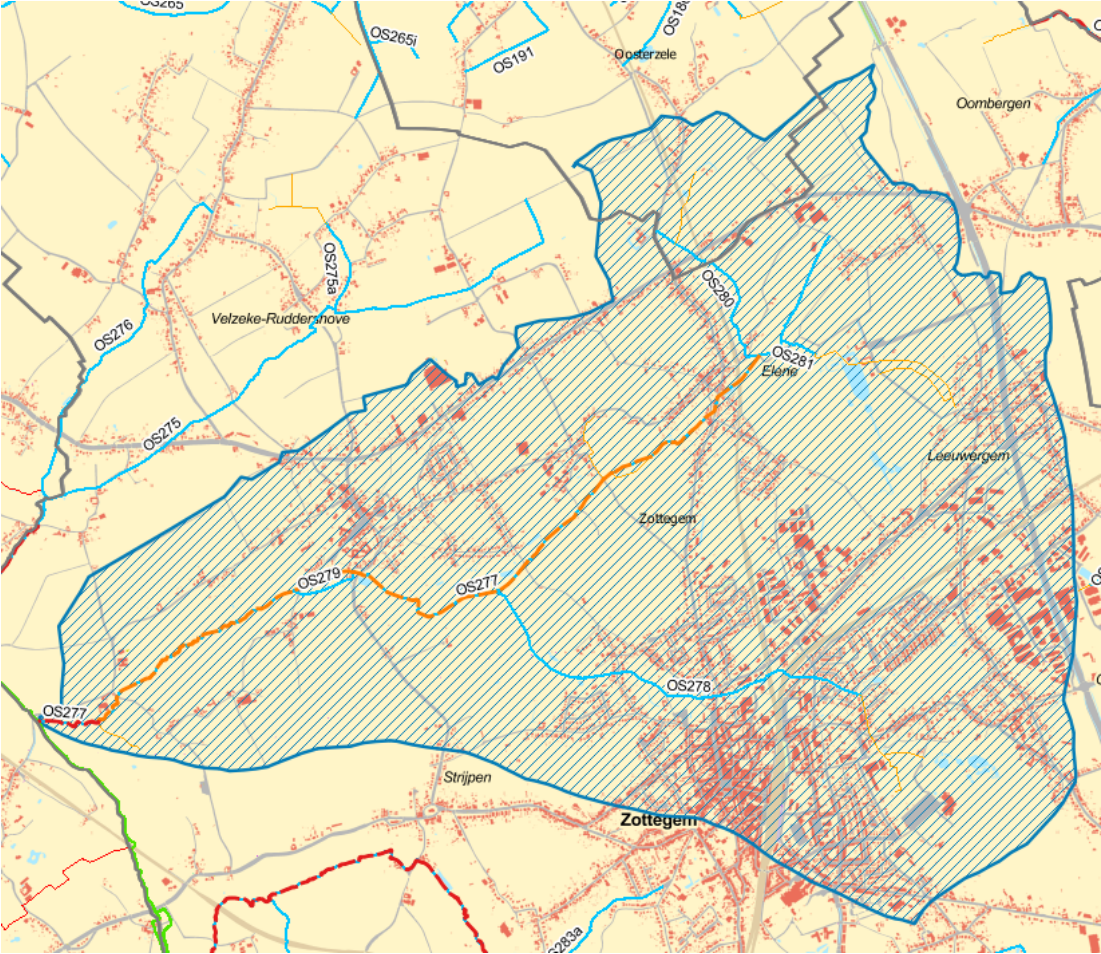 OS265
OS265i
OS191
OS188
Oosterzele
Oombergen
OS275a
OS280
Velzeke-Ruddershove
OS276
OS281
Elene
OS275
Leeuwergem
Zottegem
OS279
OS277
OS278
OS277
Strijpen
Zottegem
OS283a